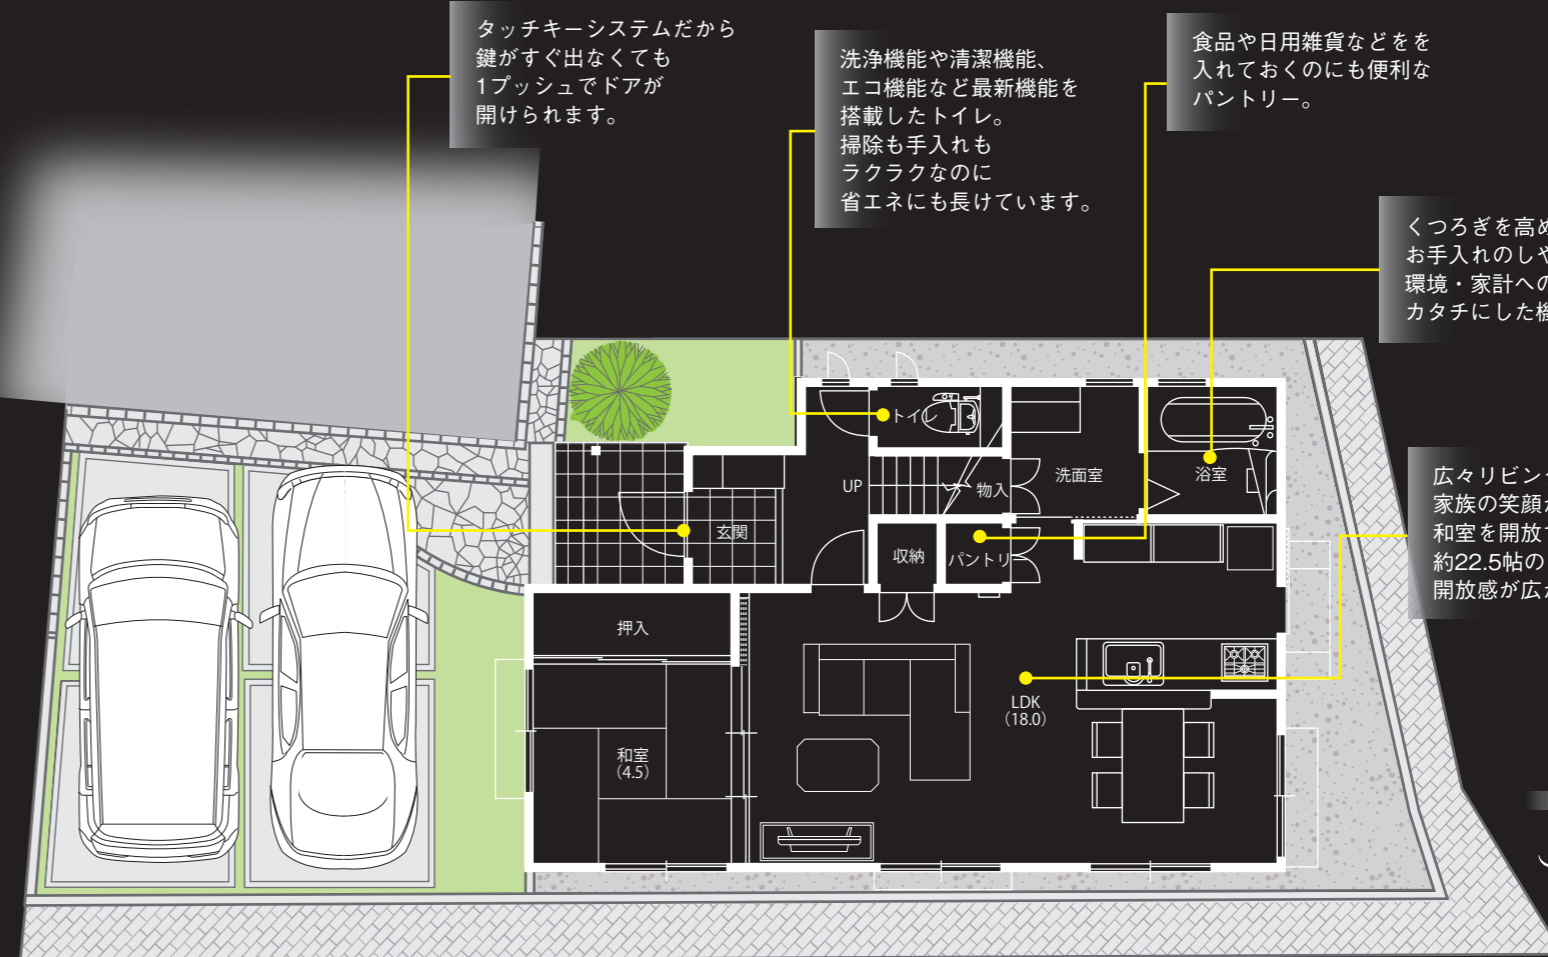 タッチキーシステムだから
鍵がすぐ出なくても
1プッシュでドアが
開けられます。
洗浄機能や清潔機能、
エコ機能など最新機能を
搭載したトイレ。
掃除も手入れも
ラクラクなのに
省エネにも長けています。
食品や日用雑貨などをを
入れておくのにも便利な
パントリー。
くつろぎを高め
お手入れのしや
環境・家計への
カタチにした機
広々リビング
家族の笑顔が
和室を開放す
約22.5帖の
開放感が広が
トイレ
UP
物入
洗面室
浴室
玄関
収納
パントリー
押入
LDK
(18.0)
和室
(4.5)